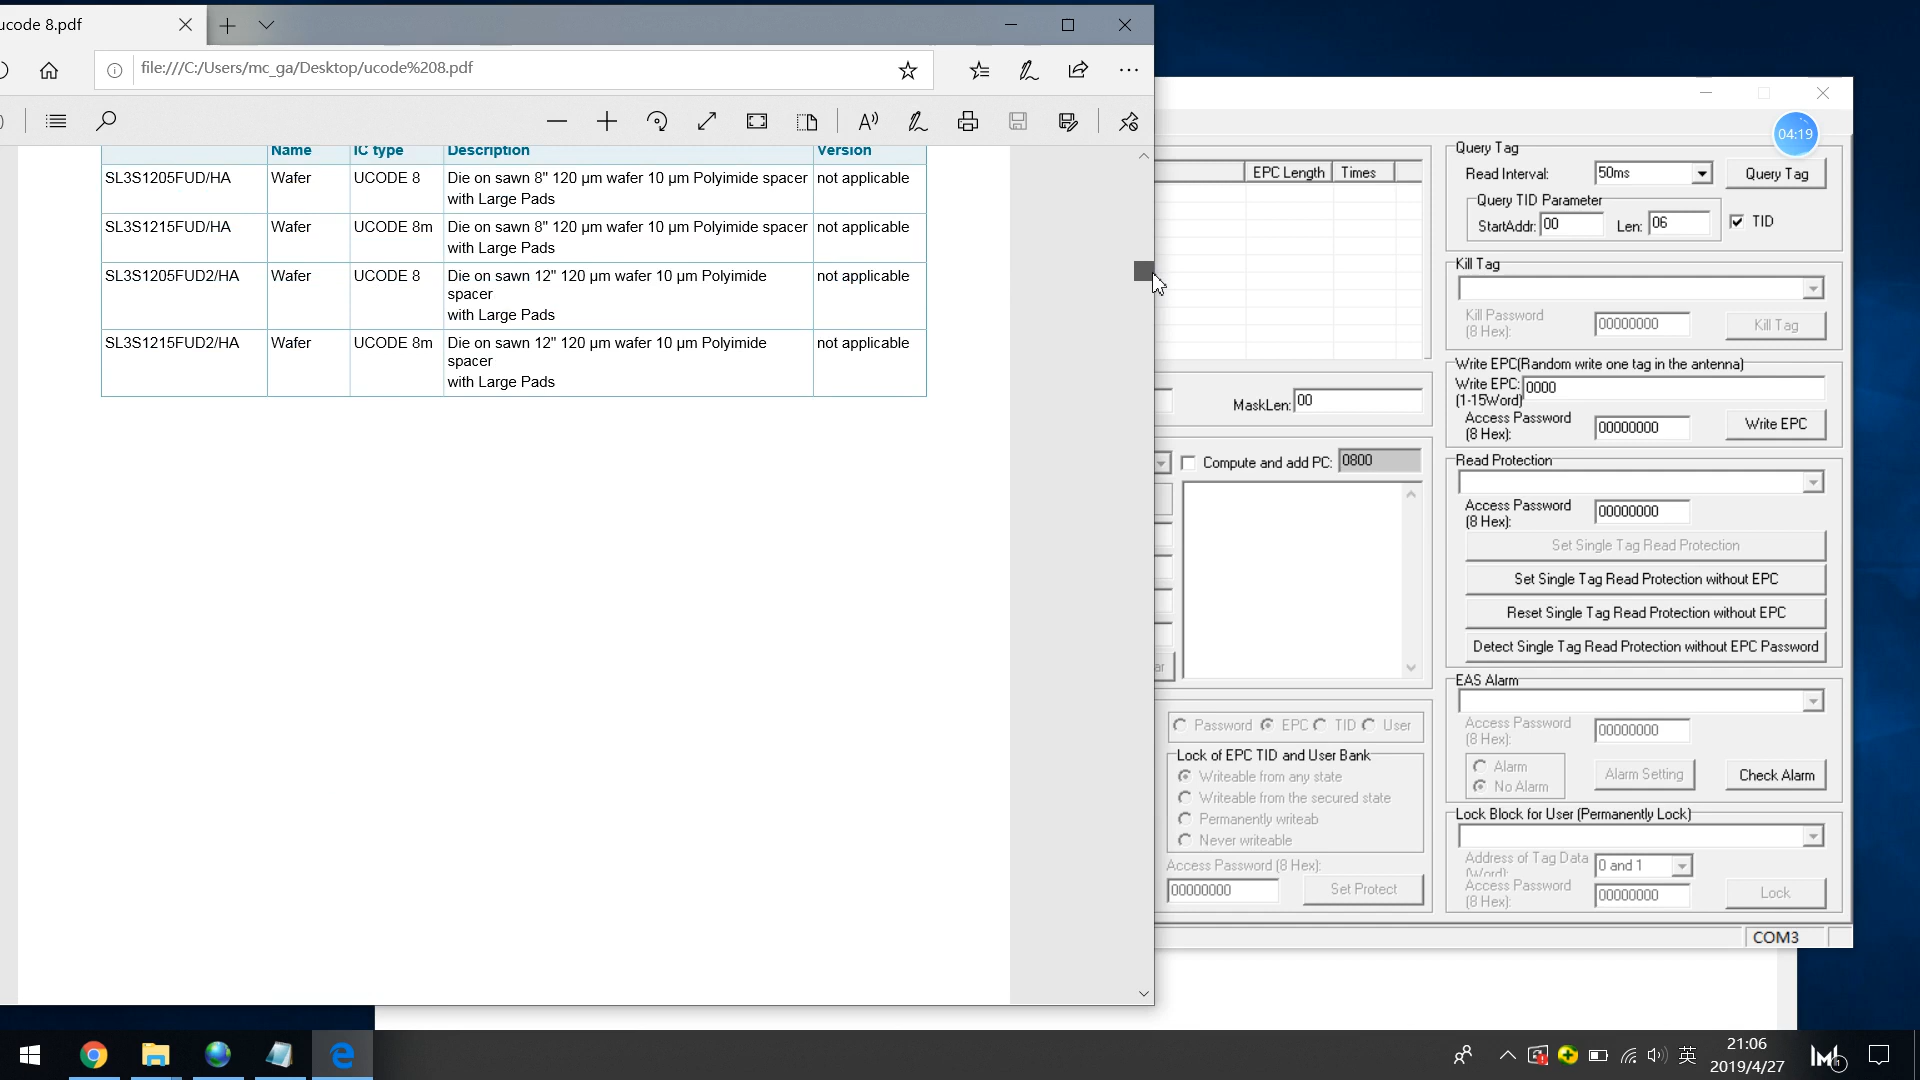 ucode 8.pdf
file:///C:/Users/mc_ga/Desktop/ucode%208.pdf
Name IC type Description Version
SL3S1205FUD/HA Wafer UCODE 8 Die on sawn 8" 120 µm wafer 10 µm Polyimide spacer not applicable
with Large Pads
SL3S1215FUD/HA Wafer UCODE 8m Die on sawn 8" 120 µm wafer 10 µm Polyimide spacer not applicable
with Large Pads
SL3S1205FUD2/HA Wafer UCODE 8 Die on sawn 12" 120 µm wafer 10 µm Polyimide not applicable
spacer
with Large Pads
SL3S1215FUD2/HA Wafer UCODE 8m Die on sawn 12" 120 µm wafer 10 µm Polyimide not applicable
spacer
with Large Pads
04:19
EPC Length Times
MaskLen: 00
Compute and add PC: 0800
ar
Password EPC TID User
Lock of EPC TID and User Bank
Writeable from any state
Writeable from the secured state
Permanently writeab
Never writeable
Access Password (8 Hex):
00000000 Set Protect
Query Tag
Read Interval: 50ms Query Tag
Query TID Parameter
StartAddr: 00 Len: 06 TID
Kill Tag
Kill Password
(8 Hex): 00000000 Kill Tag
Write EPC(Random write one tag in the antenna)
Write EPC: 0000
(1-15Word)
Access Password
(8 Hex): 00000000 Write EPC
Read Protection
Access Password
(8 Hex): 00000000
Set Single Tag Read Protection
Set Single Tag Read Protection without EPC
Reset Single Tag Read Protection without EPC
Detect Single Tag Read Protection without EPC Password
EAS Alarm
Access Password
(8 Hex): 00000000
Alarm
No Alarm
Alarm Setting Check Alarm
Lock Block for User (Permanently Lock)
Address of Tag Data 0 and 1
(Word):
Access Password
(8 Hex): 00000000 Lock
COM3
英
21:06
2019/4/27
1